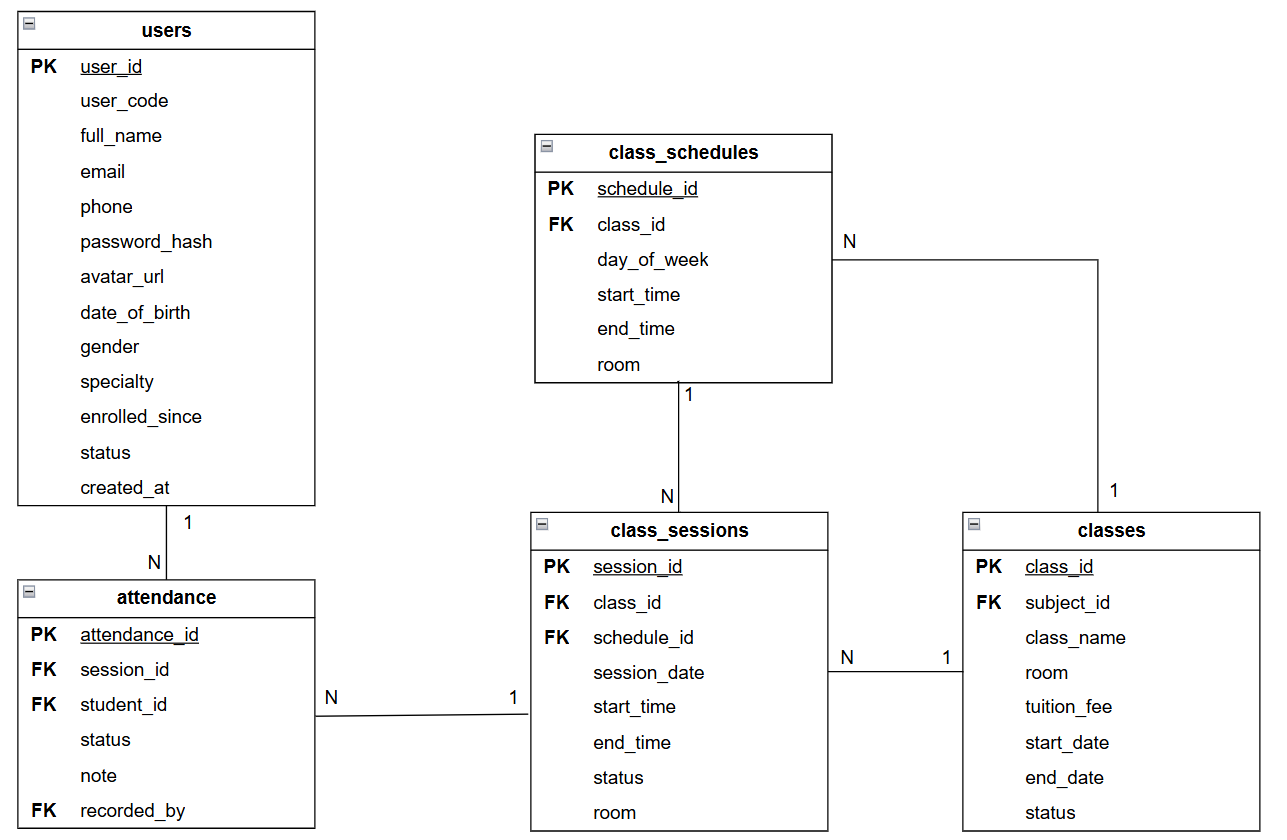 users
PK user_id
user_code
full_name
email
phone
password_hash
avatar_url
date_of_birth
gender
specialty
enrolled_since
status
created_at
1
N
attendance
PK attendance_id
FK session_id
FK student_id
status
note
FK recorded_by
N
1
class_schedules
PK schedule_id
FK class_id
day_of_week
start_time
end_time
room
N
1
1
N
class_sessions
PK session_id
FK class_id
FK schedule_id
session_date
start_time
end_time
status
room
N
1
classes
PK class_id
FK subject_id
class_name
room
tuition_fee
start_date
end_date
status